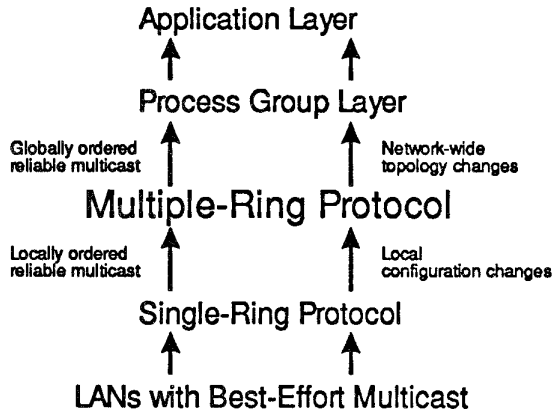 Application Layer
Process Group Layer
Globally ordered
reliable multicast
Network-wide
topology changes
Multiple-Ring Protocol
Locally ordered
reliable multicast
Local
configuration changes
Single-Ring Protocol
LANs with Best-Effort Multicast